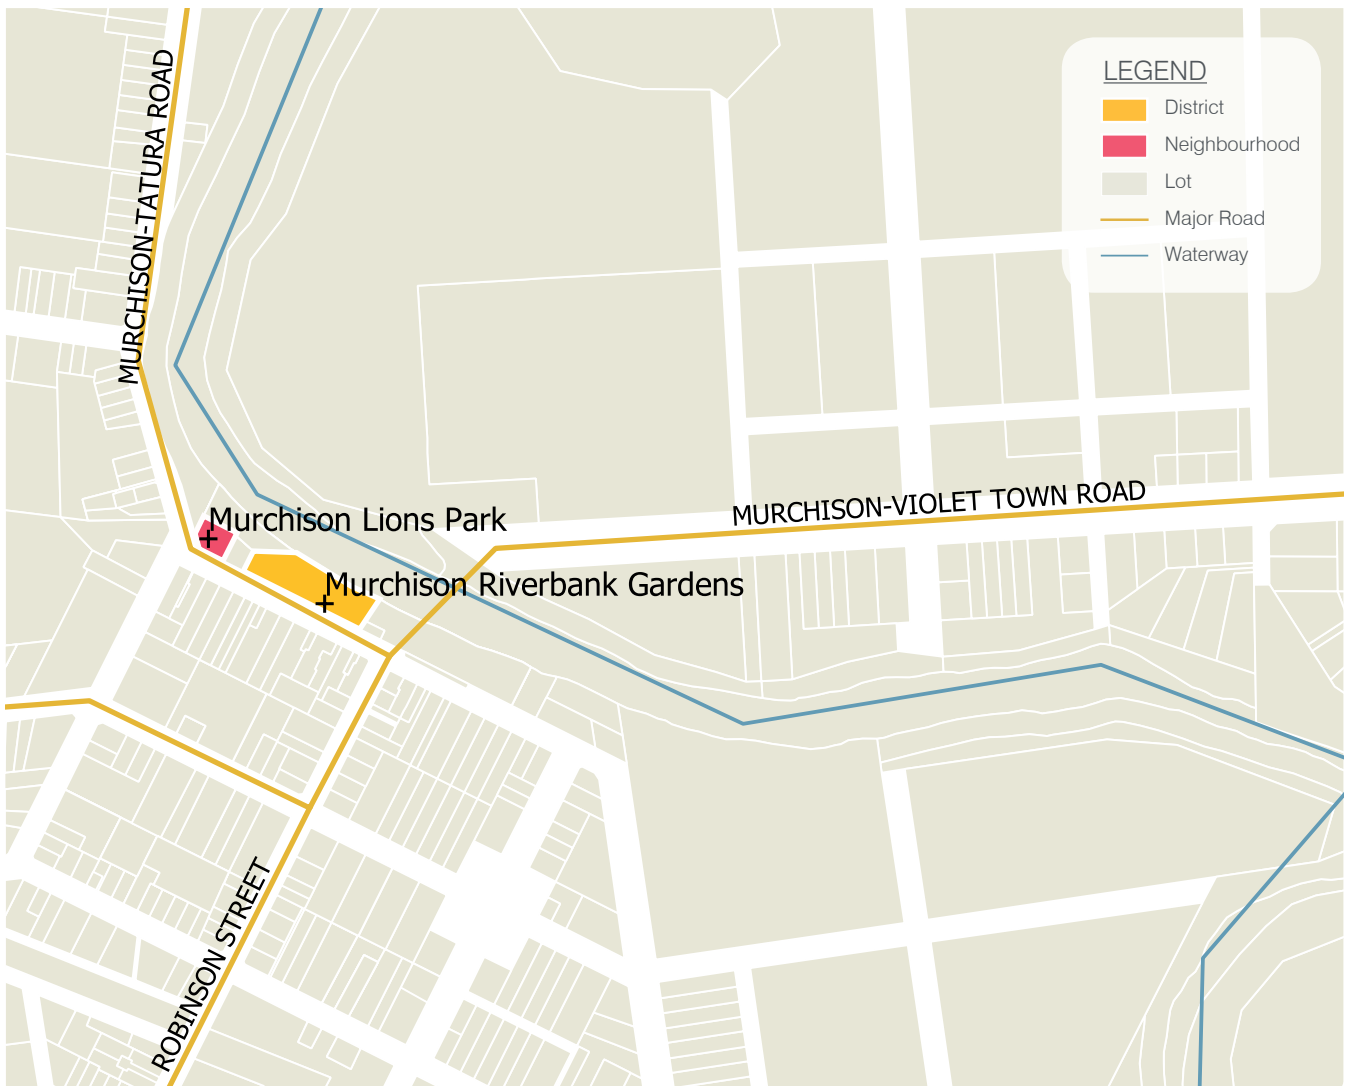 MURCHISON-TATURA ROAD
LEGEND
District
Neighbourhood
Lot
Major Road
Waterway
MURCHISON-VIOLET TOWN ROAD
Murchison Lions Park
Murchison Riverbank Gardens
ROBINSON STREET